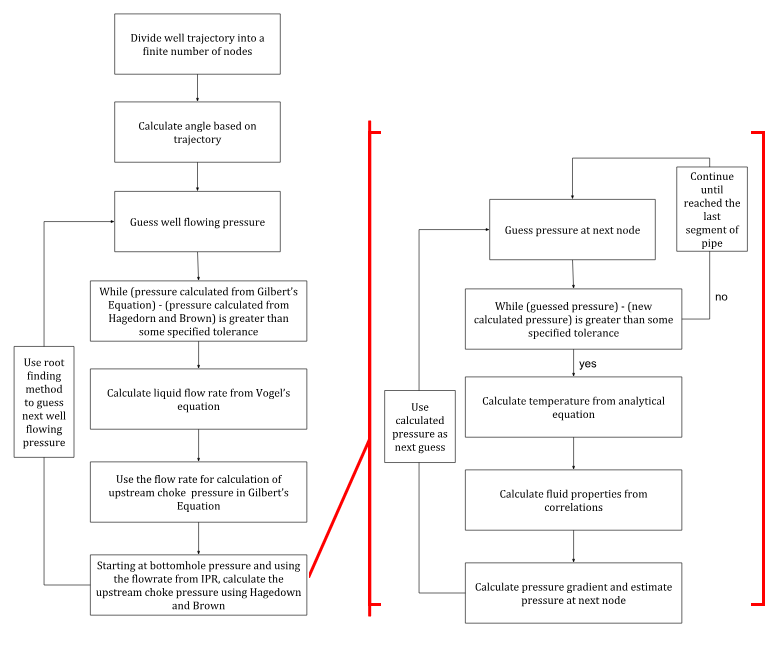 Divide well trajectory into a
finite number of nodes
Calculate angle based on
trajectory
Guess well flowing pressure
While (pressure calculated from Gilbert's
Equation) - (pressure calculated from
Hagedorn and Brown) is greater than
some specified tolerance
Calculate liquid flow rate from Vogel's
equation
Use the flow rate for calculation of
upstream choke pressure in Gilbert's
Equation
Starting at bottomhole pressure and using
the flowrate from IPR, calculate the
upstream choke pressure using Hagedown
and Brown
Use root
finding
method
to guess
next well
flowing
pressure
Guess pressure at next node
While (guessed pressure) - (new
calculated pressure) is greater than some
specified tolerance
yes
Calculate temperature from analytical
equation
Calculate fluid properties from
correlations
Calculate pressure gradient and estimate
pressure at next node
Use
calculated
pressure as
next guess
Continue
until
reached the
last
segment of
pipe
no